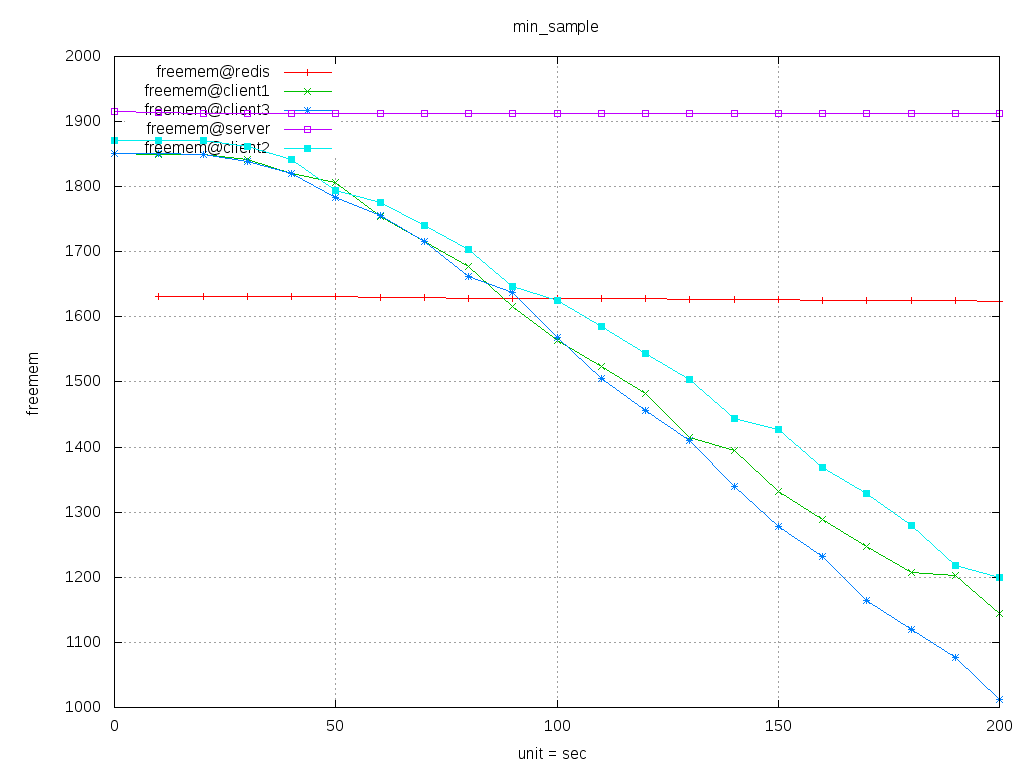 min_sample
2000
1900
1800
1700
1600
1500
1400
1300
1200
1100
1000
freemem@redis
freemem@client1
freemem@client3
freemem@server
freemem@client2
freemem
0 50 100 150 200
unit = sec